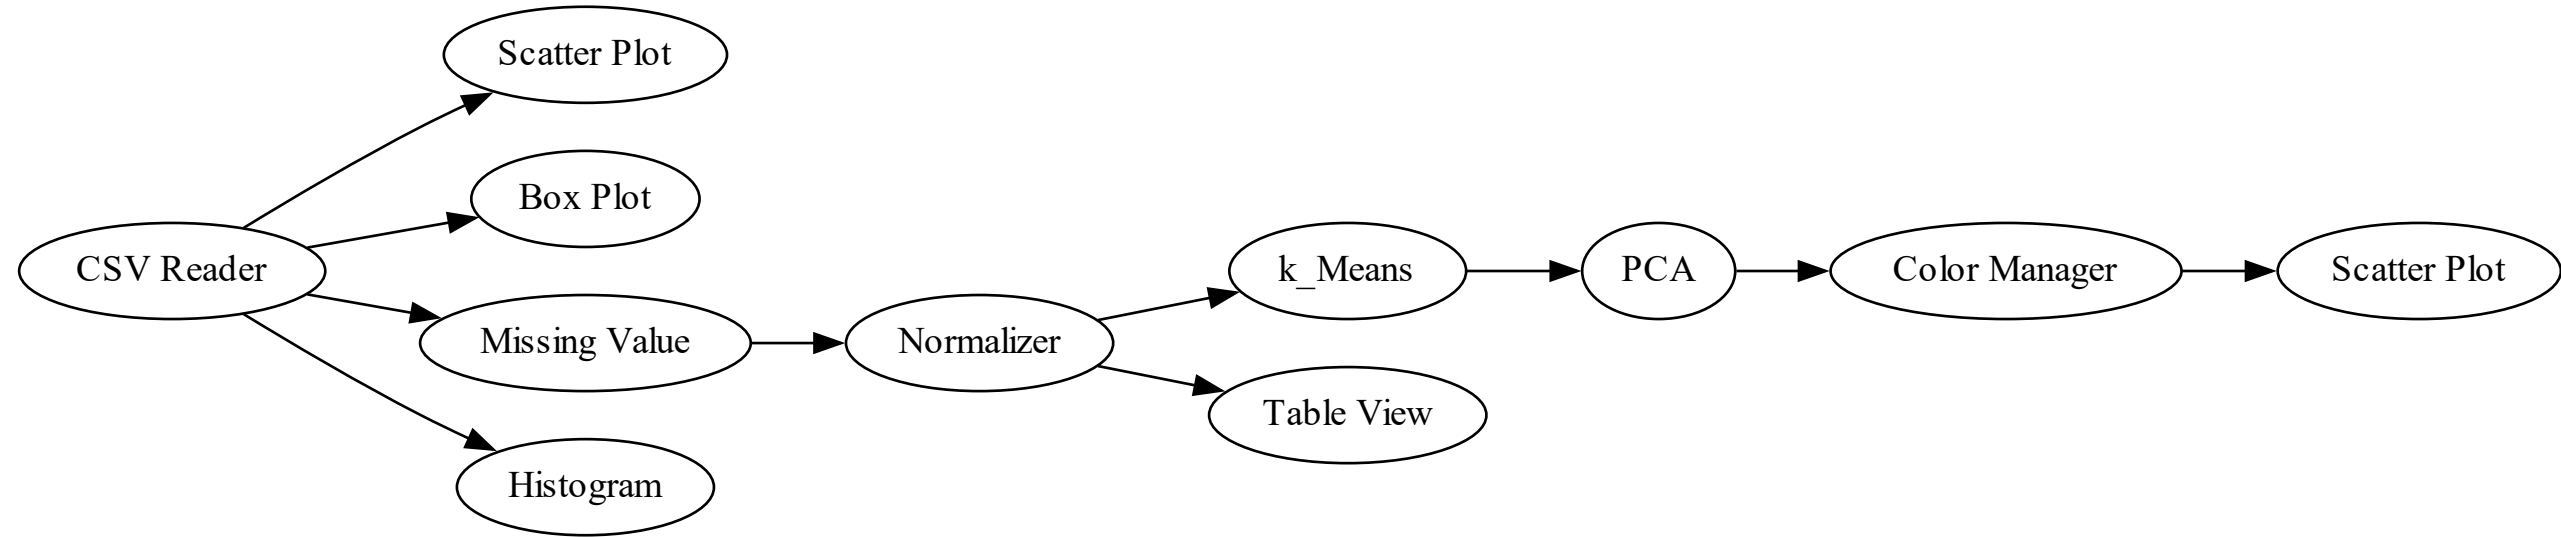 Scatter Plot
Box Plot
CSV Reader
k_Means
PCA
Color Manager
Scatter Plot
Missing Value
Normalizer
Table View
Histogram